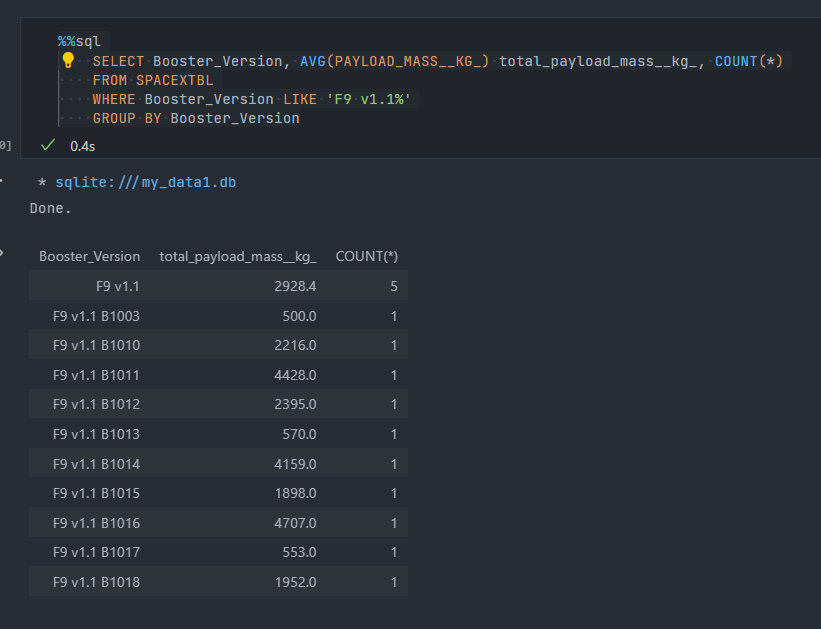 %%sql
SELECT Booster_Version, AVG(PAYLOAD_MASS__KG_) total_payload_mass__kg_, COUNT(*)
FROM SPACEXTBL
WHERE Booster_Version LIKE 'F9 v1.1%'
GROUP BY Booster_Version
0]
0.4s
* sqlite:///my_data1.db
Done.
Booster_Version total_payload_mass__kg_ COUNT(*)
F9 v1.1 2928.4 5
F9 v1.1 B1003 500.0 1
F9 v1.1 B1010 2216.0 1
F9 v1.1 B1011 4428.0 1
F9 v1.1 B1012 2395.0 1
F9 v1.1 B1013 570.0 1
F9 v1.1 B1014 4159.0 1
F9 v1.1 B1015 1898.0 1
F9 v1.1 B1016 4707.0 1
F9 v1.1 B1017 553.0 1
F9 v1.1 B1018 1952.0 1